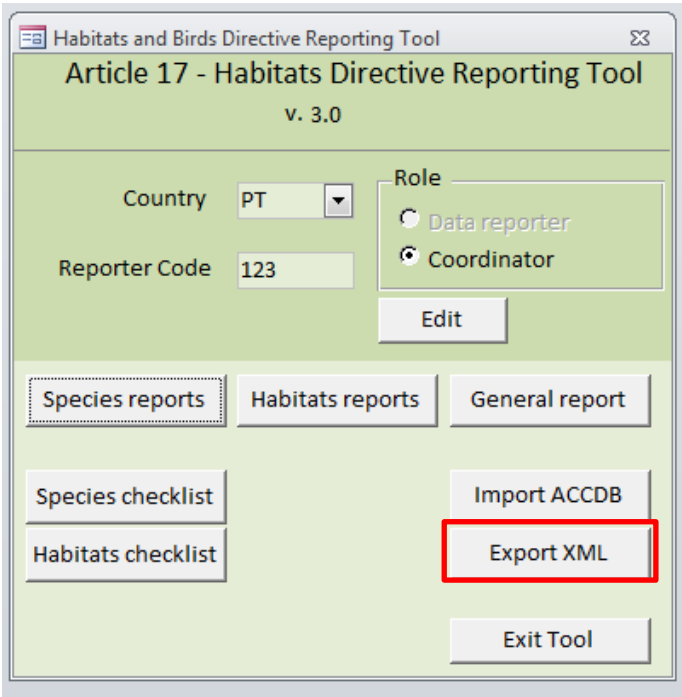 Habitats and Birds Directive Reporting Tool
Article 17 - Habitats Directive Reporting Tool
v. 3.0
Role
Country PT
Data reporter
Reporter Code 123
Coordinator
Edit
Species reports Habitats reports General report
Species checklist Import ACCDB
Habitats checklist Export XML
Exit Tool